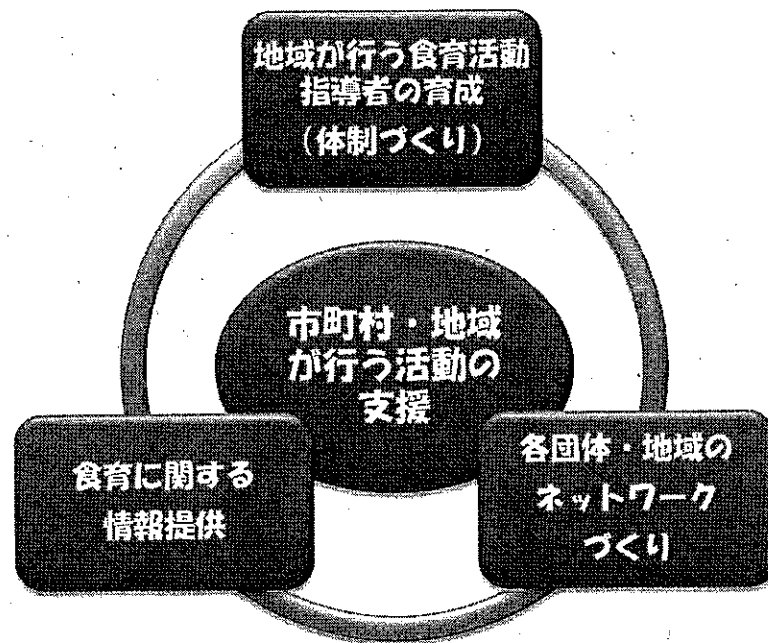 地域が行う食育活動
指導者の育成
(体制づくり)
市町村・地域
が行う活動の
支援
食育に関する
情報提供
各団体・地域の
ネットワーク
づくり